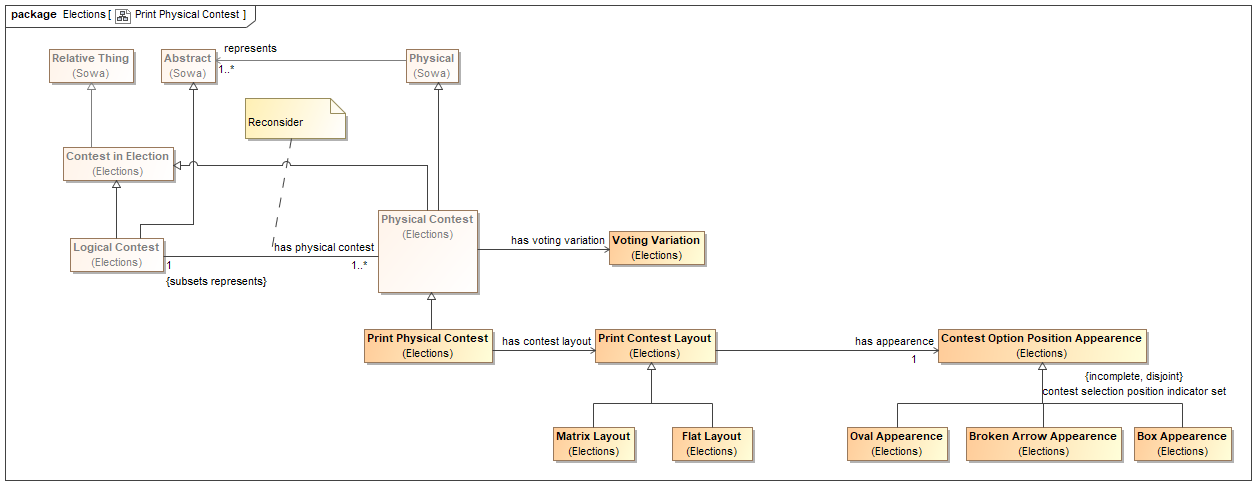 package Elections [ Print Physical Contest ]
represents
Relative Thing
(Sowa)
Abstract
(Sowa)
1..*
Physical
(Sowa)
Reconsider
Contest in Election
(Elections)
Physical Contest
(Elections)
Logical Contest
(Elections)
has physical contest
1
1..*
{subsets represents}
has voting variation
Voting Variation
(Elections)
Print Physical Contest
(Elections)
has contest layout
Print Contest Layout
(Elections)
has appearence
1
Contest Option Position Appearence
(Elections)
{incomplete, disjoint}
contest selection position indicator set
Matrix Layout
(Elections)
Flat Layout
(Elections)
Oval Appearence
(Elections)
Broken Arrow Appearence
(Elections)
Box Appearence
(Elections)